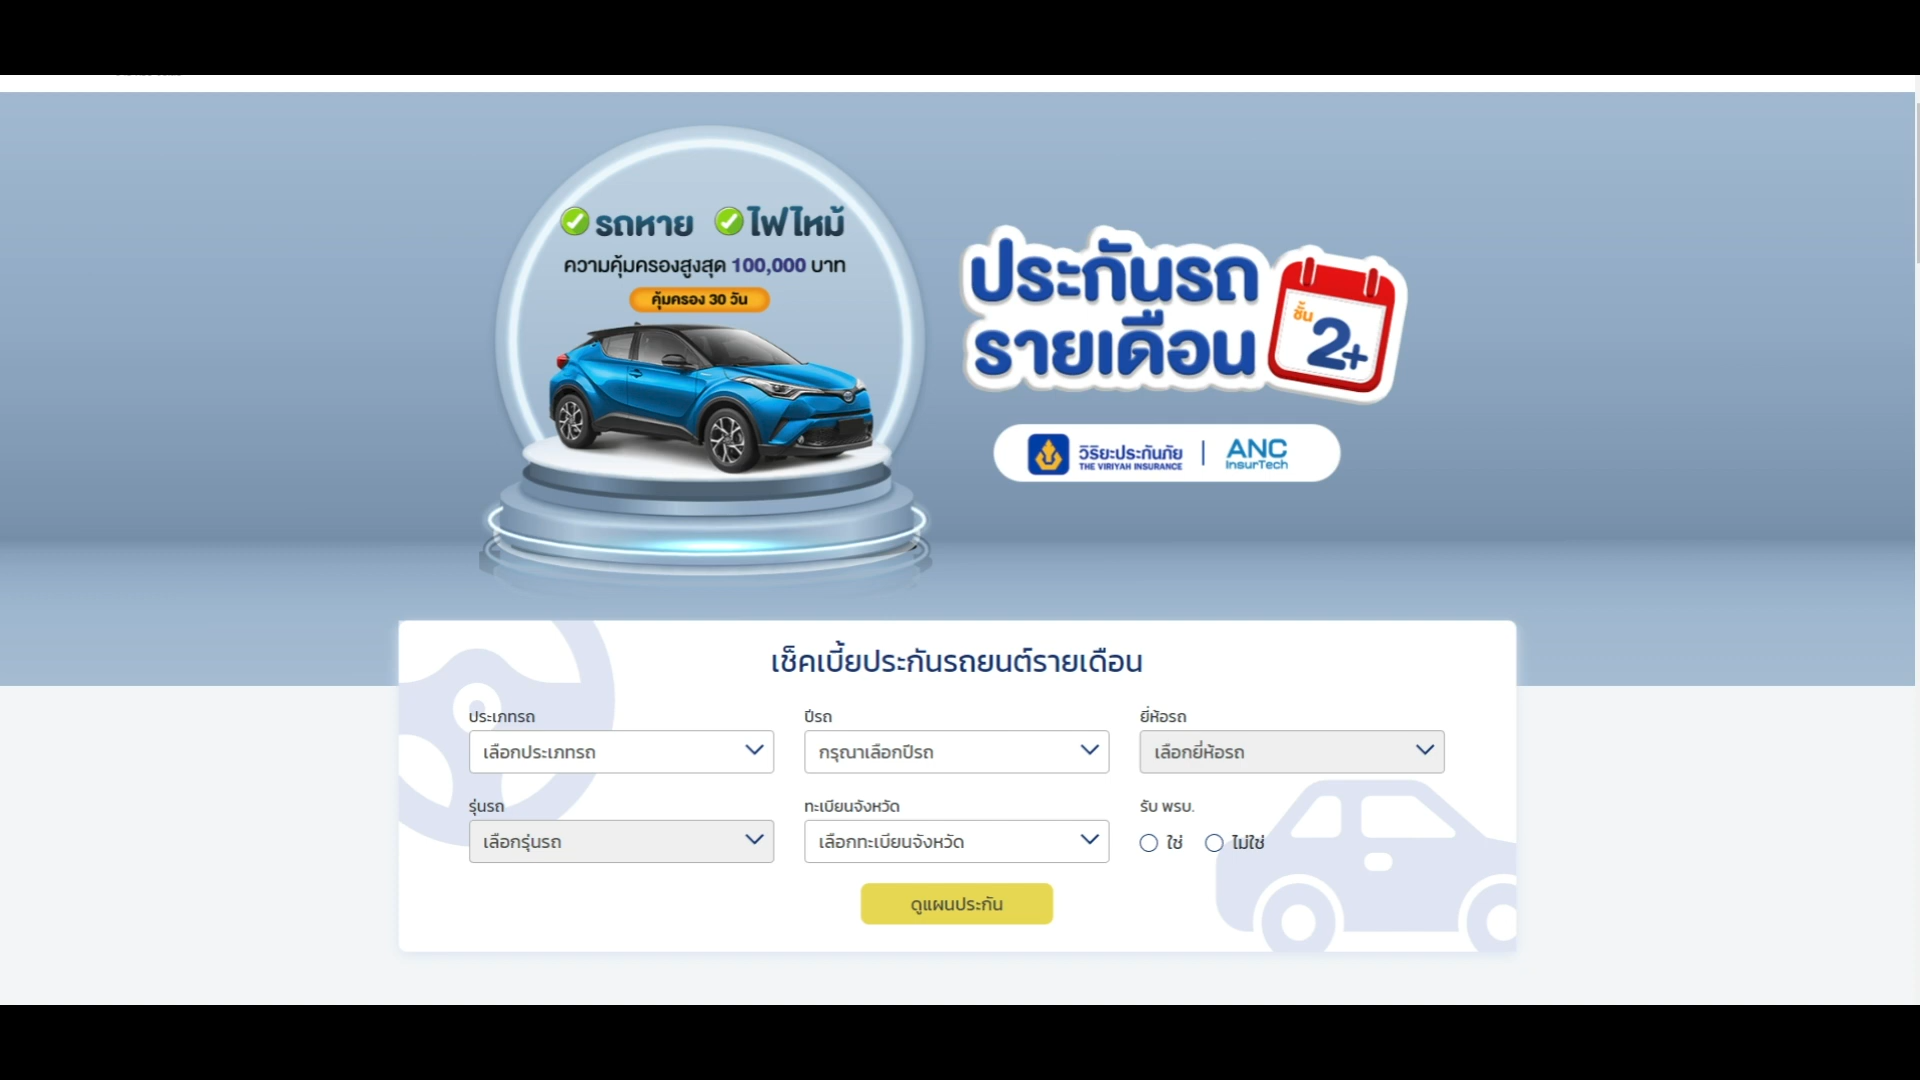 รถหาย ไฟไหม้
ความคุ้มครองสูงสุด 100,000 บาท
คุ้มครอง 30 วัน
ประกันรถ
รายเดือน
ชั้น
2+
วิริยะประกันภัย
THE VIRIYAH INSURANCE
ANC
InsurTech
เช็คเบี้ยประกันรถยนต์รายเดือน
ประเภทรถ ปีรถ ยี่ห้อรถ
เลือกประเภทรถ กรุณาเลือกปีรถ เลือกยี่ห้อรถ
รุ่นรถ ทะเบียนจังหวัด รับ พรบ.
เลือกรุ่นรถ เลือกทะเบียนจังหวัด ใช่ ไม่ใช่
ดูแผนประกัน